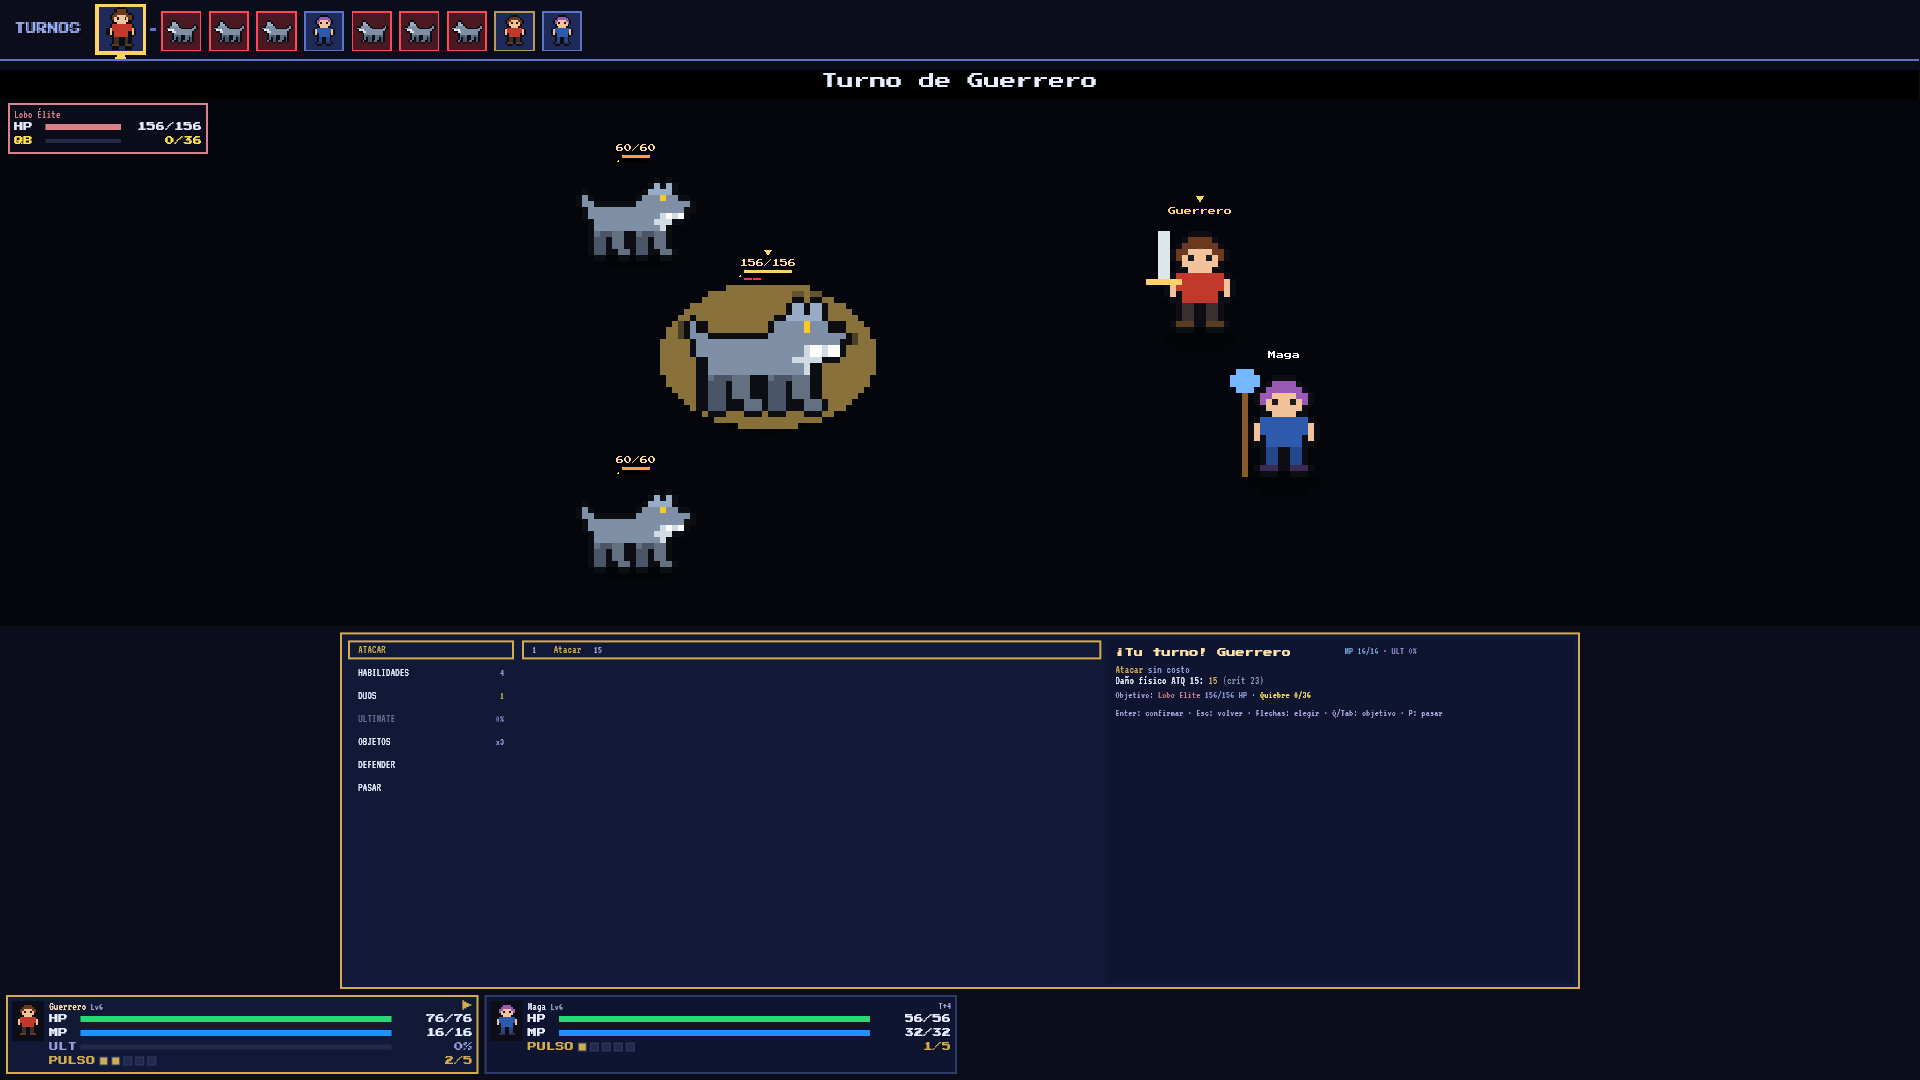 TURNOS
Turno de Guerrero
Lobo Élite
HP 156/156
QB 0/36
60/60
156/156
60/60
Guerrero
Maga
ATACAR
HABILIDADES 4
DUOS 1
ULTIMATE 0%
OBJETOS x3
DEFENDER
PASAR
1 Atacar 15
¡Tu turno! Guerrero MP 16/16 · ULT 0%
Atacar sin costo
Daño físico ATQ 15: 15 (crit 23)
Objetivo: Lobo Élite 156/156 HP · Quiebre 0/36
Enter: confirmar · Esc: volver · Flechas: elegir · Q/Tab: objetivo · P: pasar
Guerrero Lv6
HP 76/76
MP 16/16
ULT 0%
PULSO 2/5
Maga Lv6 T+4
HP 56/56
MP 32/32
PULSO 1/5